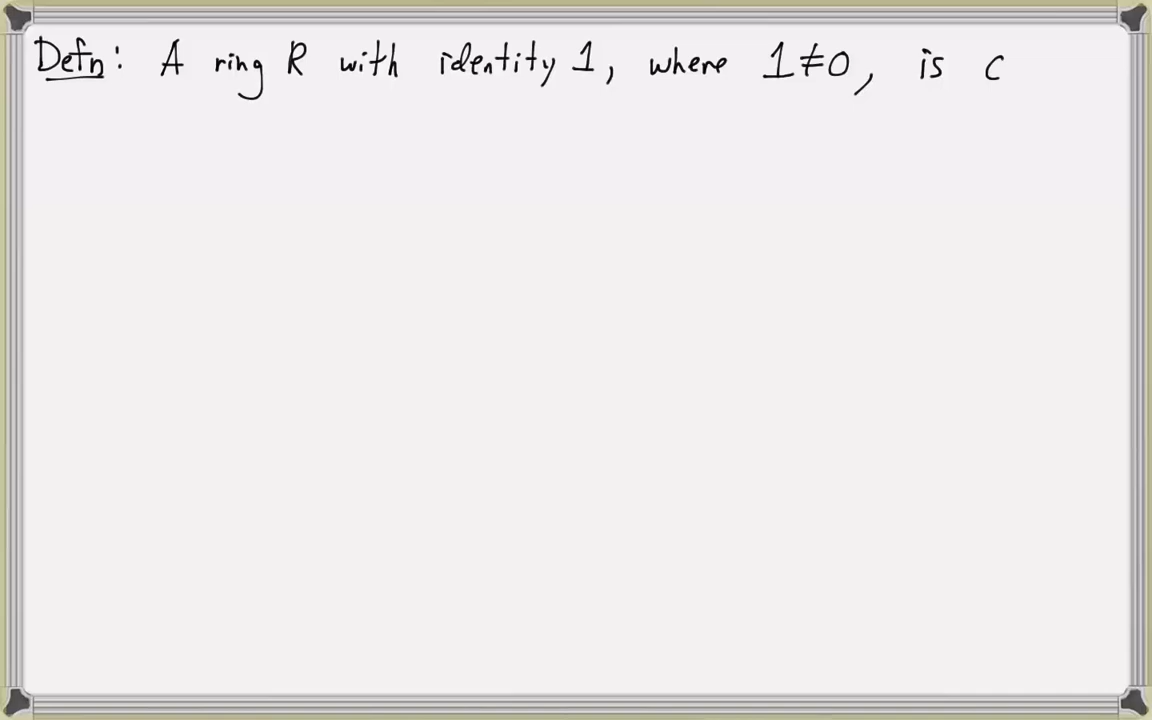 Defn: A ring R with identity 1, where 1≠0, is c